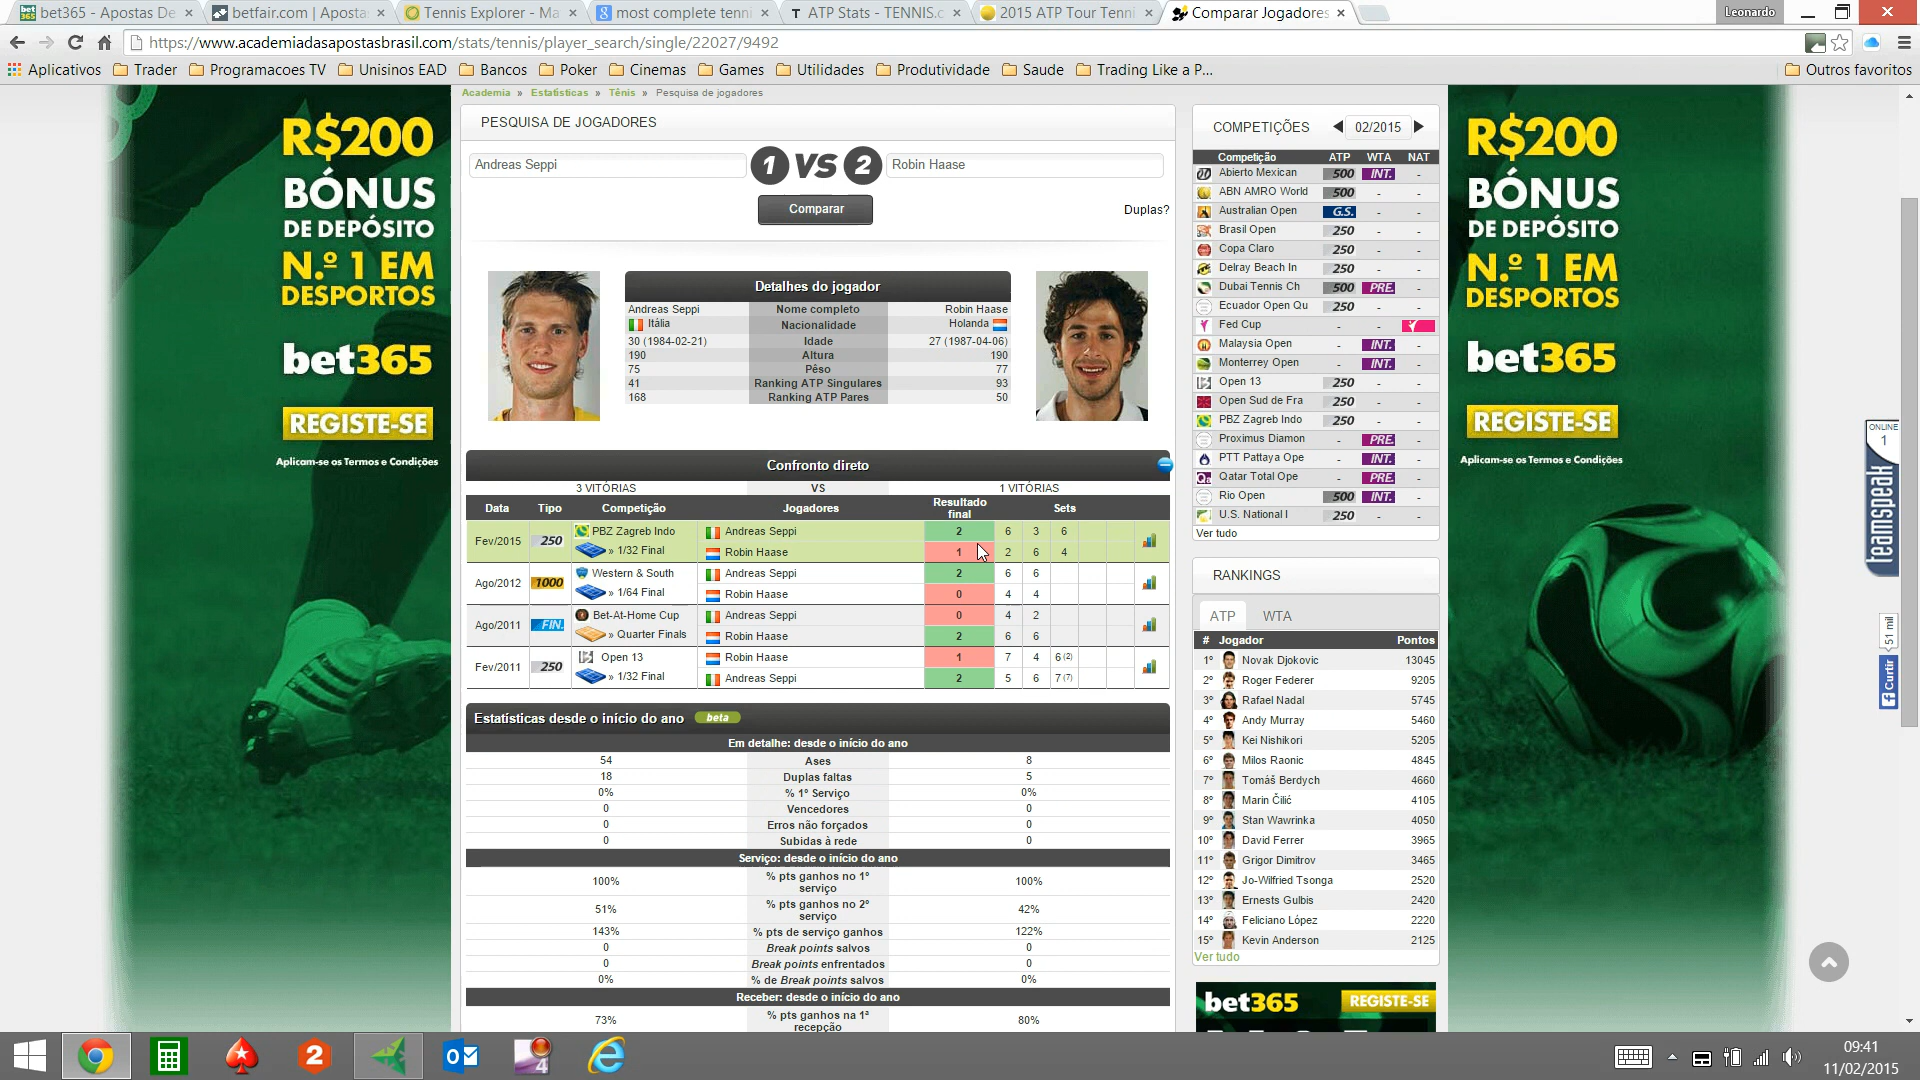 bet365 - Apostas De
betfair.com | Aposta
Tennis Explorer - Ma
most complete tenni
ATP Stats - TENNIS.c
2015 ATP Tour Tenni
Comparar Jogadores
Leonardo
https://www.academiadasapostasbrasil.com/stats/tennis/player_search/single/22027/9492
Aplicativos Trader Programacoes TV Unisinos EAD Bancos Poker Cinemas Games Utilidades Produtividade Saude Trading Like a P... Outros favoritos
R$200
BÓNUS
DE DEPÓSITO
N.º 1 EM
DESPORTOS
bet365
REGISTE-SE
Aplicam-se os Termos e Condições
Academia » Estatísticas » Tênis » Pesquisa de jogadores
PESQUISA DE JOGADORES
Andreas Seppi 1 VS 2 Robin Haase
Comparar
Duplas?
Detalhes do jogador
Andreas Seppi Nome completo Robin Haase
Itália Nacionalidade Holanda
30 (1984-02-21) Idade 27 (1987-04-06)
190 Altura 190
75 Pêso 77
41 Ranking ATP Singulares 93
168 Ranking ATP Pares 50
Confronto direto
3 VITÓRIAS VS 1 VITÓRIAS
Data Tipo Competição Jogadores Resultado final Sets
Fev/2015 250 PBZ Zagreb Indo Andreas Seppi 2 6 3 6
» 1/32 Final Robin Haase 1 2 6 4
Ago/2012 1000 Western & South Andreas Seppi 2 6 6
» 1/64 Final Robin Haase 0 4 4
Ago/2011 FIN. Bet-At-Home Cup Andreas Seppi 0 4 2
» Quarter Finals Robin Haase 2 6 6
Fev/2011 250 Open 13 Robin Haase 1 7 4 6 (2)
» 1/32 Final Andreas Seppi 2 5 6 7 (7)
Estatísticas desde o início do ano beta
Em detalhe: desde o início do ano
54 Ases 8
18 Duplas faltas 5
0% % 1º Serviço 0%
0 Vencedores 0
0 Erros não forçados 0
0 Subidas à rede 0
Serviço: desde o início do ano
100% % pts ganhos no 1º serviço 100%
51% % pts ganhos no 2º serviço 42%
143% % pts de serviço ganhos 122%
0 Break points salvos 0
0 Break points enfrentados 0
0% % de Break points salvos 0%
Receber: desde o início do ano
73% % pts ganhos na 1ª recepção 80%
COMPETIÇÕES 02/2015
Competição ATP WTA NAT
Abierto Mexican 500 INT. -
ABN AMRO World 500 - -
Australian Open G.S. - -
Brasil Open 250 - -
Copa Claro 250 - -
Delray Beach In 250 - -
Dubai Tennis Ch 500 PRE. -
Ecuador Open Qu 250 - -
Fed Cup - -
Malaysia Open - INT. -
Monterrey Open - INT. -
Open 13 250 - -
Open Sud de Fra 250 - -
PBZ Zagreb Indo 250 - -
Proximus Diamon - PRE. -
PTT Pattaya Ope - INT. -
Qatar Total Ope - PRE. -
Rio Open 500 INT. -
U.S. National I 250 - -
Ver tudo
RANKINGS
ATP WTA
# Jogador Pontos
1º Novak Djokovic 13045
2º Roger Federer 9205
3º Rafael Nadal 5745
4º Andy Murray 5460
5º Kei Nishikori 5205
6º Milos Raonic 4845
7º Tomáš Berdych 4660
8º Marin Čilić 4105
9º Stan Wawrinka 4050
10º David Ferrer 3965
11º Grigor Dimitrov 3465
12º Jo-Wilfried Tsonga 2520
13º Ernests Gulbis 2420
14º Feliciano López 2220
15º Kevin Anderson 2125
Ver tudo
bet365 REGISTE-SE
R$200
BÓNUS
DE DEPÓSITO
N.º 1 EM
DESPORTOS
bet365
REGISTE-SE
Aplicam-se os Termos e Condições
ONLINE
1
teamspeak
51 mil
Curtir
09:41
11/02/2015